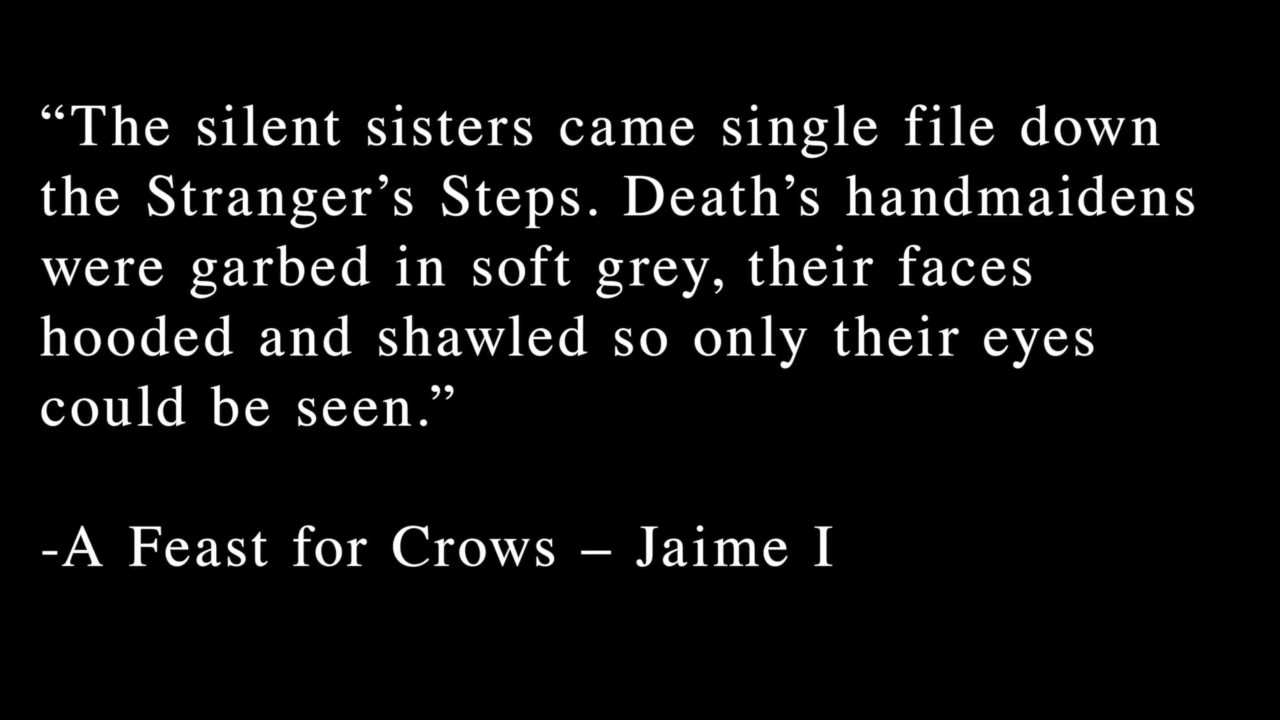 “The silent sisters came single file down
the Stranger’s Steps. Death’s handmaidens
were garbed in soft grey, their faces
hooded and shawled so only their eyes
could be seen.”
-A Feast for Crows – Jaime I